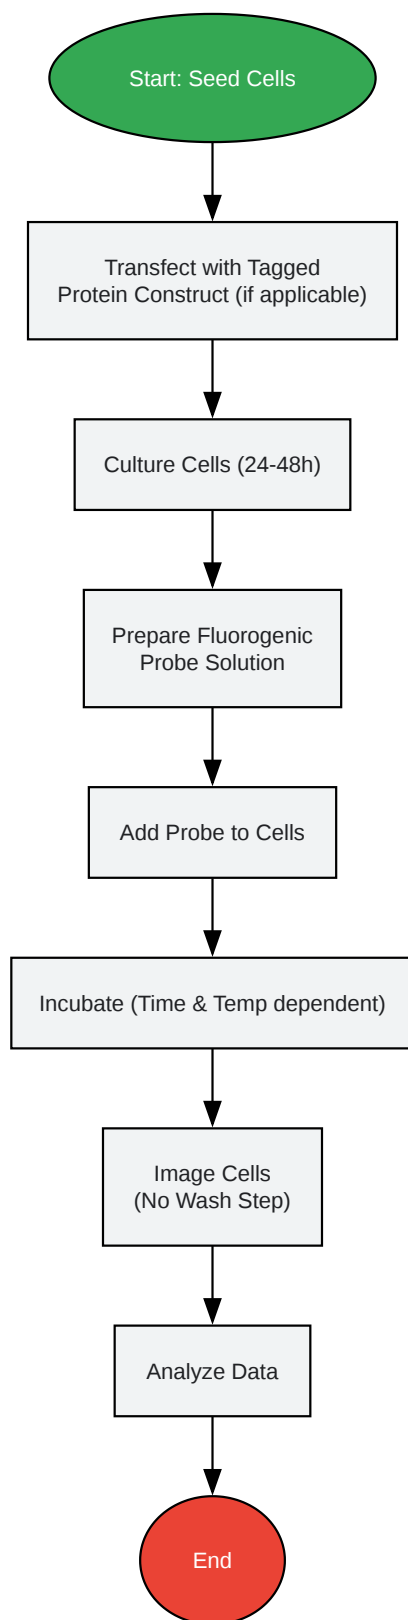 Start: Seed Cells
Transfect with Tagged
Protein Construct (if applicable)
Culture Cells (24-48h)
Prepare Fluorogenic
Probe Solution
Add Probe to Cells
Incubate (Time & Temp dependent)
Image Cells
(No Wash Step)
Analyze Data
End